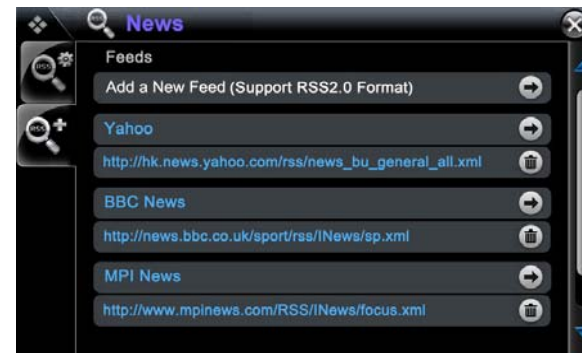 News
RSS
Feeds
Add a New Feed (Support RSS2.0 Format)
RSS
Yahoo
http://hk.news.yahoo.com/rss/news_bu_general_all.xml
BBC News
http://news.bbc.co.uk/sport/rss/INews/sp.xml
MPI News
http://www.mpinews.com/RSS/INews/focus.xml